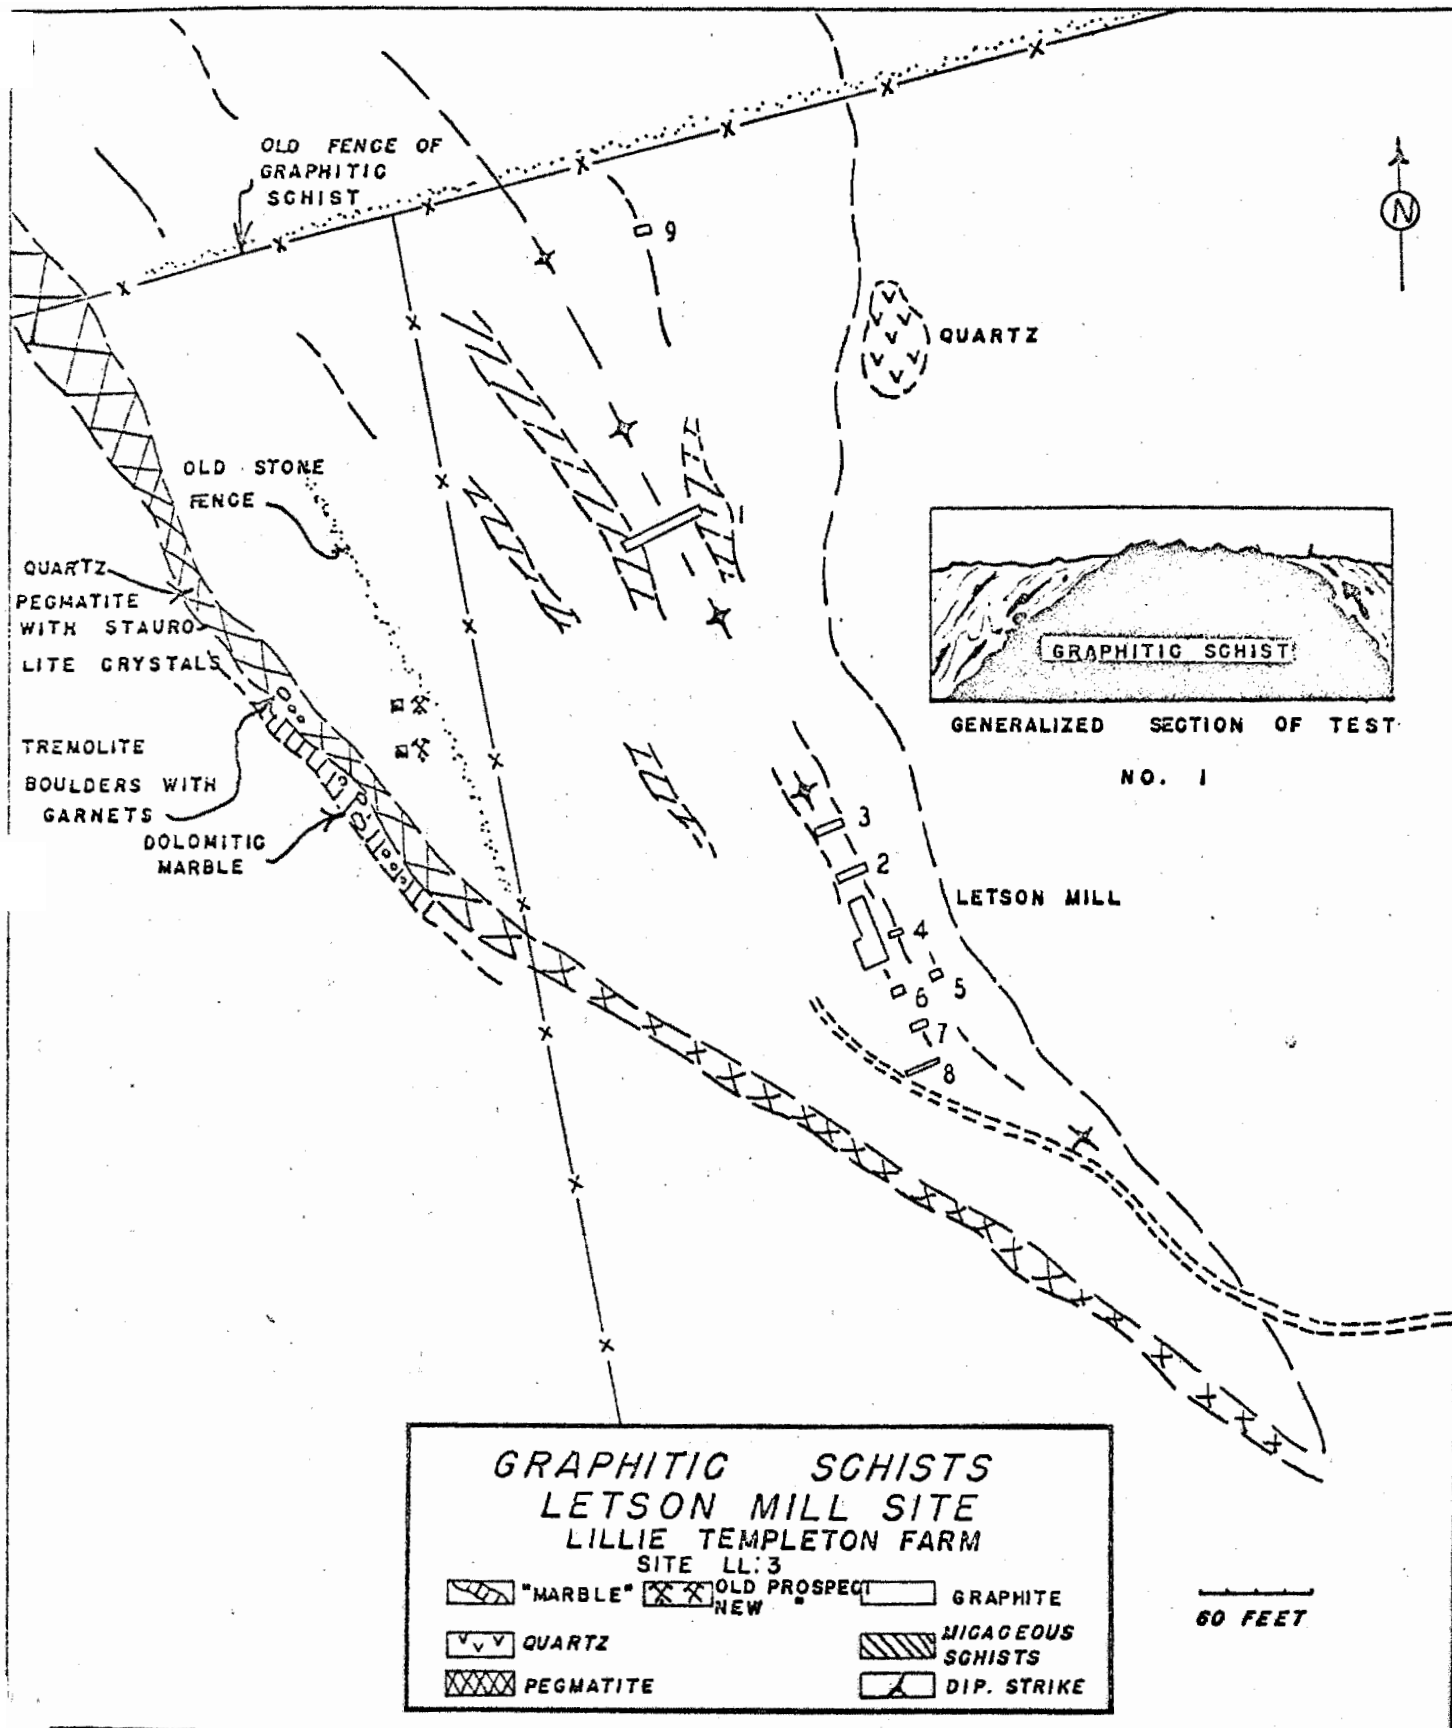 OLD FENCE OF
GRAPHITIC
SCHIST
9
N
QUARTZ
OLD STONE
FENCE
1
QUARTZ
PEGMATITE
WITH STAURO-
LITE CRYSTALS
GRAPHITIC SCHIST
GENERALIZED SECTION OF TEST
NO. 1
TREMOLITE
BOULDERS WITH
GARNETS
DOLOMITIC
MARBLE
3
2
LETSON MILL
4
5
6
7
8
GRAPHITIC SCHISTS
LETSON MILL SITE
LILLIE TEMPLETON FARM
SITE LL:3
"MARBLE"
OLD PROSPECT
NEW "
GRAPHITE
QUARTZ
MICACEOUS
SCHISTS
PEGMATITE
DIP. STRIKE
60 FEET